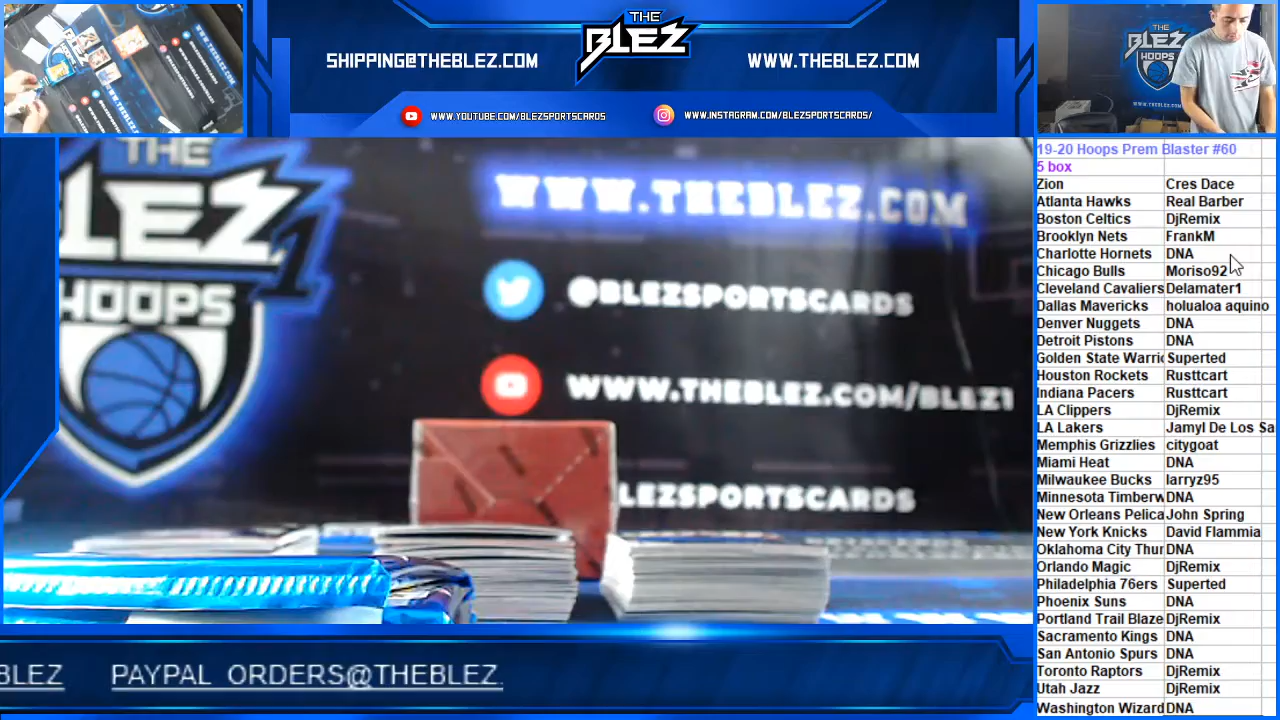 SHIPPING@THEBLEZ.COM
THE
BLEZ
WWW.THEBLEZ.COM
WWW.YOUTUBE.COM/BLEZSPORTSCARDS
WWW.INSTAGRAM.COM/BLEZSPORTSCARDS/
THE
BLEZ
HOOPS
THE
LEZ
1
HOOPS
WWW.THEBLEZ.COM
@BLEZSPORTSCARDS
WWW.THEBLEZ.COM/BLEZ1
LEZSPORTSCARDS
19-20 Hoops Prem Blaster #60
5 box
Zion Cres Dace
Atlanta Hawks Real Barber
Boston Celtics DjRemix
Brooklyn Nets FrankM
Charlotte Hornets DNA
Chicago Bulls Moriso92
Cleveland Cavaliers Delamater1
Dallas Mavericks holualoa aquino
Denver Nuggets DNA
Detroit Pistons DNA
Golden State Warric Superted
Houston Rockets Rusttcart
Indiana Pacers Rusttcart
LA Clippers DjRemix
LA Lakers Jamyl De Los Sa
Memphis Grizzlies citygoat
Miami Heat DNA
Milwaukee Bucks larryz95
Minnesota Timberw DNA
New Orleans Pelica John Spring
New York Knicks David Flammia
Oklahoma City Thur DNA
Orlando Magic DjRemix
Philadelphia 76ers Superted
Phoenix Suns DNA
Portland Trail Blaze DjRemix
Sacramento Kings DNA
San Antonio Spurs DNA
Toronto Raptors DjRemix
Utah Jazz DjRemix
Washington Wizard DNA
BLEZ PAYPAL ORDERS@THEBLEZ.